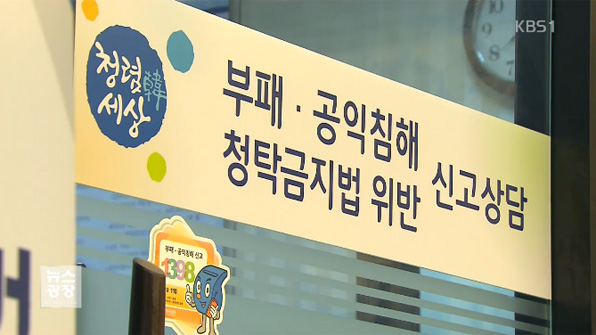 KBS1
청렴韓
세상
부패 · 공익침해
청탁금지법 위반
신고상담
부패 · 공익침해 신고
1398
뉴스
광장